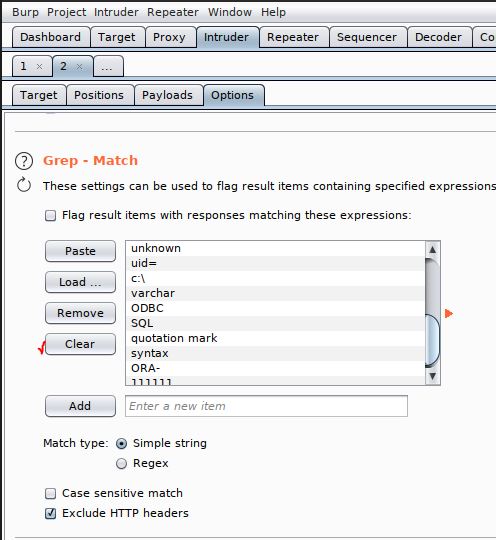 Burp Project Intruder Repeater Window Help
Dashboard Target Proxy Intruder Repeater Sequencer Decoder Co
1 × 2 × ...
Target Positions Payloads Options
? Grep - Match
These settings can be used to flag result items containing specified expressions
Flag result items with responses matching these expressions:
Paste
Load ...
Remove
Clear
unknown
uid=
c:\
varchar
ODBC
SQL
quotation mark
syntax
ORA-
111111
Add Enter a new item
Match type: Simple string
Regex
Case sensitive match
Exclude HTTP headers